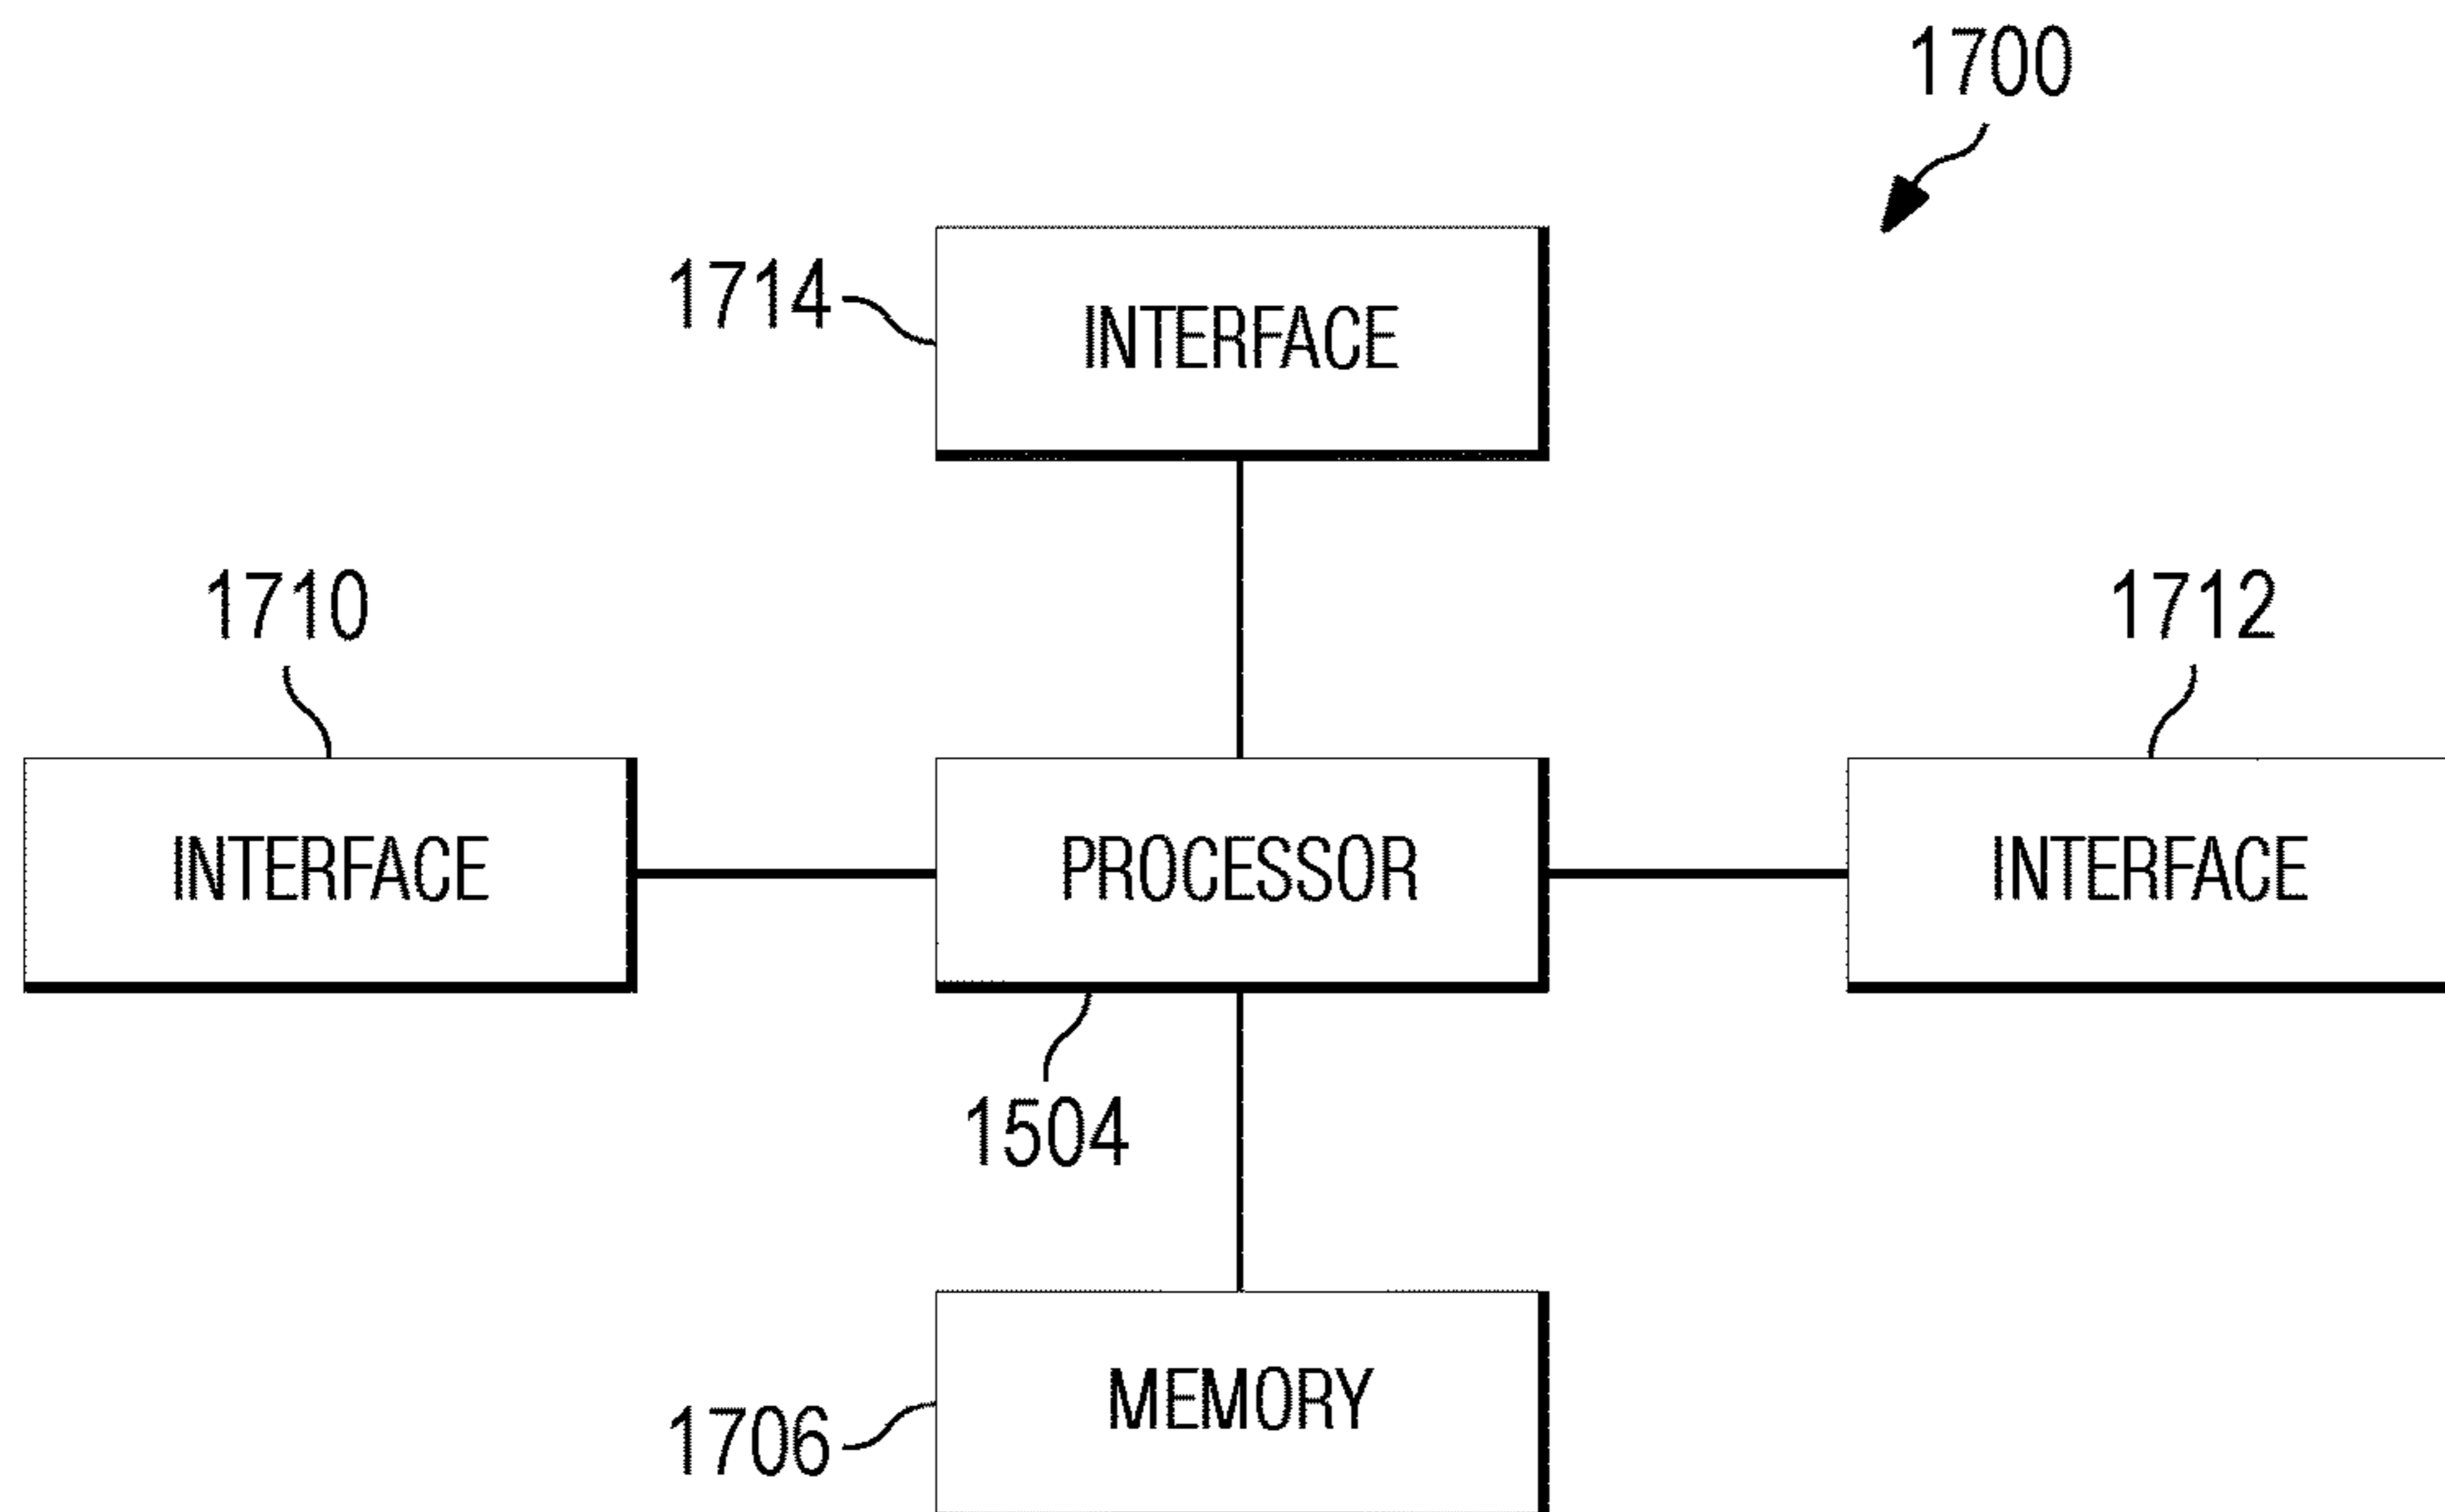 1700
1714
INTERFACE
1710
1712
INTERFACE
PROCESSOR
INTERFACE
1504
MEMORY
1706